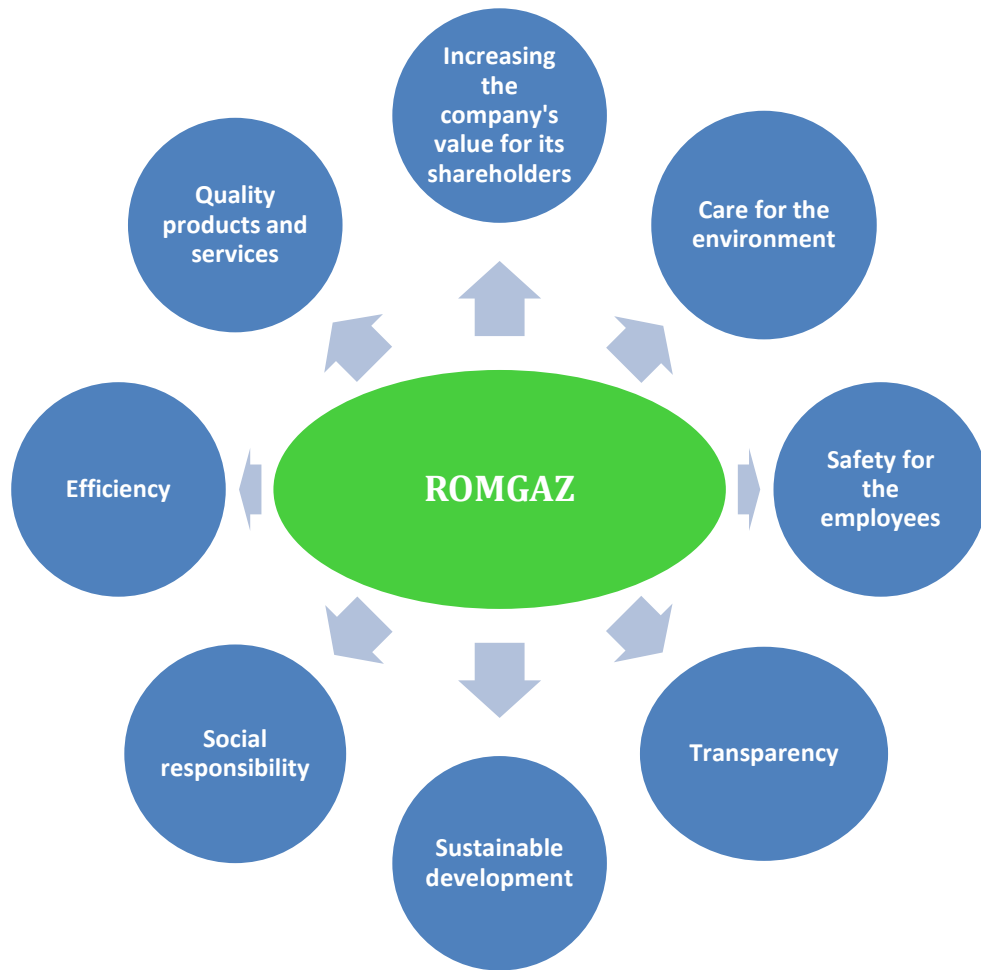 Increasing
the
company's
value for its
shareholders
Quality
products and
services
Care for the
environment
Efficiency
ROMGAZ
Safety for
the
employees
Social
responsibility
Transparency
Sustainable
development